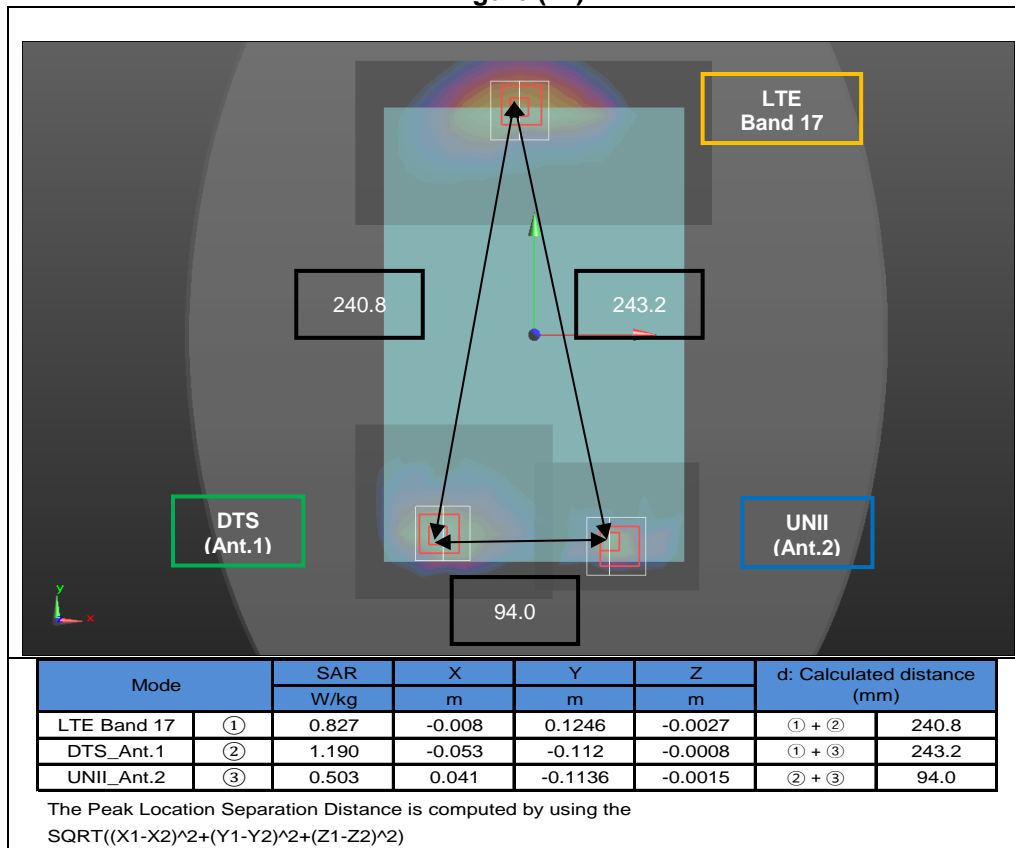 LTE
Band 17
240.8
243.2
DTS
(Ant.1)
UNII
(Ant.2)
94.0
y
x
Mode SAR X Y Z d: Calculated distance
(mm)
W/kg m m m
LTE Band 17 ① 0.827 -0.008 0.1246 -0.0027 ① + ② 240.8
DTS_Ant.1 ② 1.190 -0.053 -0.112 -0.0008 ① + ③ 243.2
UNII_Ant.2 ③ 0.503 0.041 -0.1136 -0.0015 ② + ③ 94.0
The Peak Location Separation Distance is computed by using the
SQRT((X1-X2)^2+(Y1-Y2)^2+(Z1-Z2)^2)